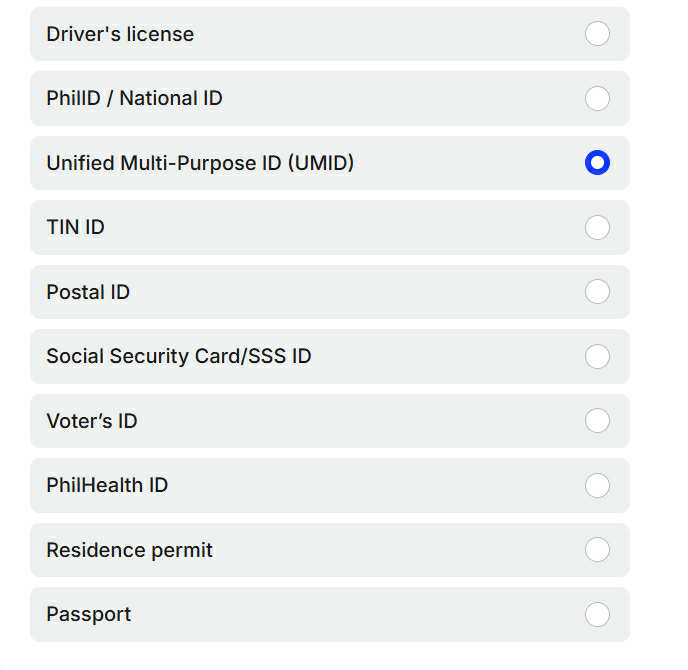 Driver's license
PhilID / National ID
Unified Multi-Purpose ID (UMID)
TIN ID
Postal ID
Social Security Card/SSS ID
Voter’s ID
PhilHealth ID
Residence permit
Passport